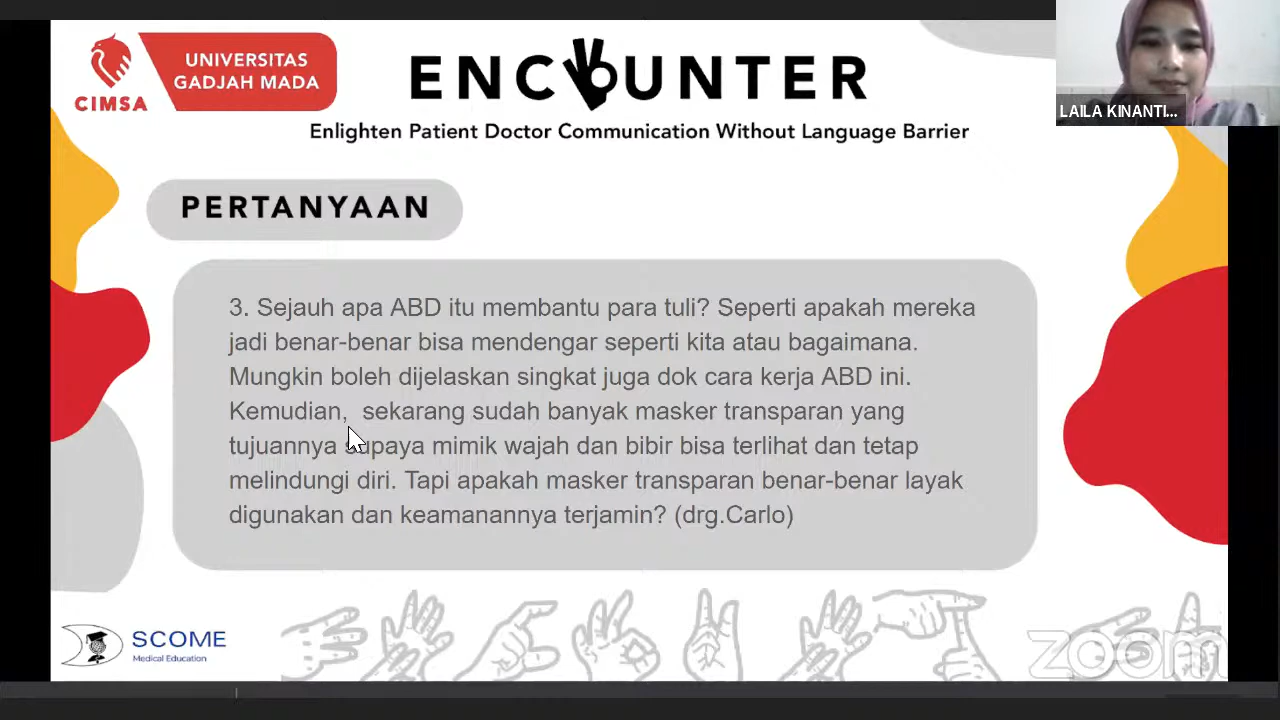 CIMSA
UNIVERSITAS
GADJAH MADA
ENCOUNTER
Enlighten Patient Doctor Communication Without Language Barrier
LAILA KINANTI...
PERTANYAAN
3. Sejauh apa ABD itu membantu para tuli? Seperti apakah mereka
jadi benar-benar bisa mendengar seperti kita atau bagaimana.
Mungkin boleh dijelaskan singkat juga dok cara kerja ABD ini.
Kemudian,  sekarang sudah banyak masker transparan yang
tujuannya supaya mimik wajah dan bibir bisa terlihat dan tetap
melindungi diri. Tapi apakah masker transparan benar-benar layak
digunakan dan keamanannya terjamin? (drg.Carlo)
SCOME
Medical Education
zoom